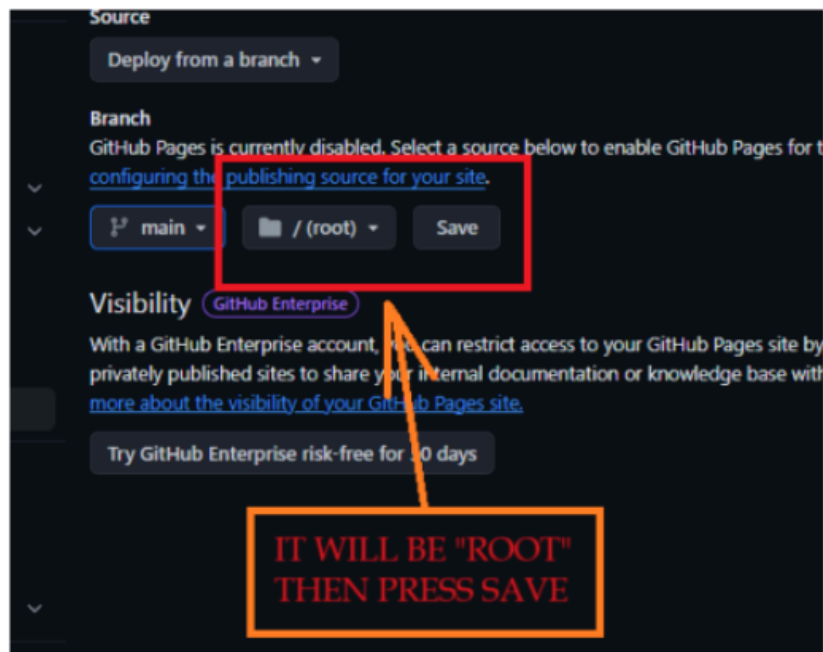 Source
Deploy from a branch
Branch
GitHub Pages is currently disabled. Select a source below to enable GitHub Pages for t
configuring the publishing source for your site.
main / (root) Save
Visibility GitHub Enterprise
With a GitHub Enterprise account, you can restrict access to your GitHub Pages site by
privately published sites to share your internal documentation or knowledge base with
more about the visibility of your GitHub Pages site.
Try GitHub Enterprise risk-free for 30 days
IT WILL BE "ROOT"
THEN PRESS SAVE